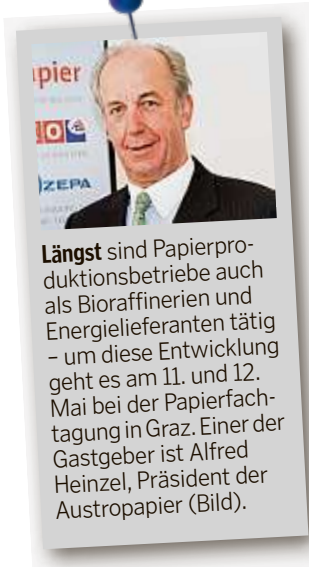 pier
ZEPA
Längst sind Papierpro-
duktionsbetriebe auch
als Bioraffinerien und
Energielieferanten tätig
– um diese Entwicklung
geht es am 11. und 12.
Mai bei der Papierfach-
tagung in Graz. Einer der
Gastgeber ist Alfred
Heinzel, Präsident der
Austropapier (Bild).